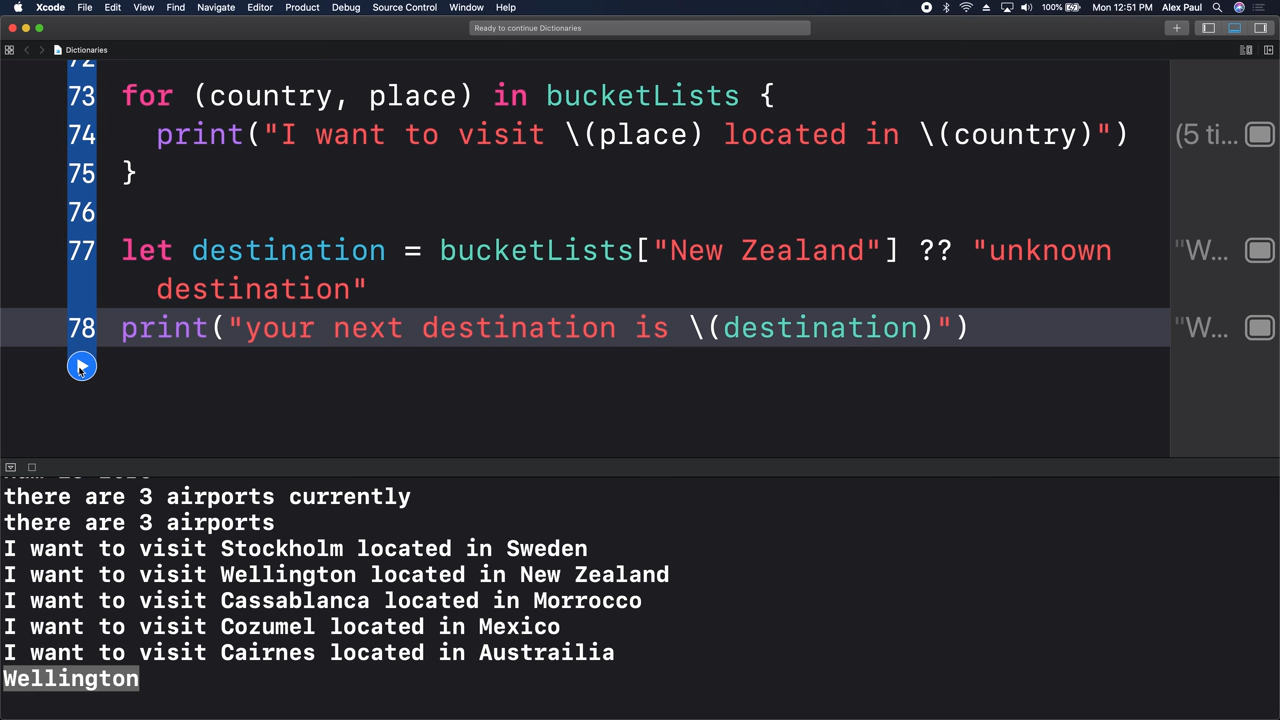 Xcode File Edit View Find Navigate Editor Product Debug Source Control Window Help 100% Mon 12:51 PM Alex Paul
Ready to continue Dictionaries
Dictionaries
72
73 for (country, place) in bucketLists {
74 print("I want to visit \(place) located in \(country)") (5 ti...
75 }
76
77 let destination = bucketLists["New Zealand"] ?? "unknown "W...
destination"
78 print("your next destination is \(destination)") "W...
there are 3 airports currently
there are 3 airports
I want to visit Stockholm located in Sweden
I want to visit Wellington located in New Zealand
I want to visit Cassablanca located in Morrocco
I want to visit Cozumel located in Mexico
I want to visit Cairnes located in Austrailia
Wellington